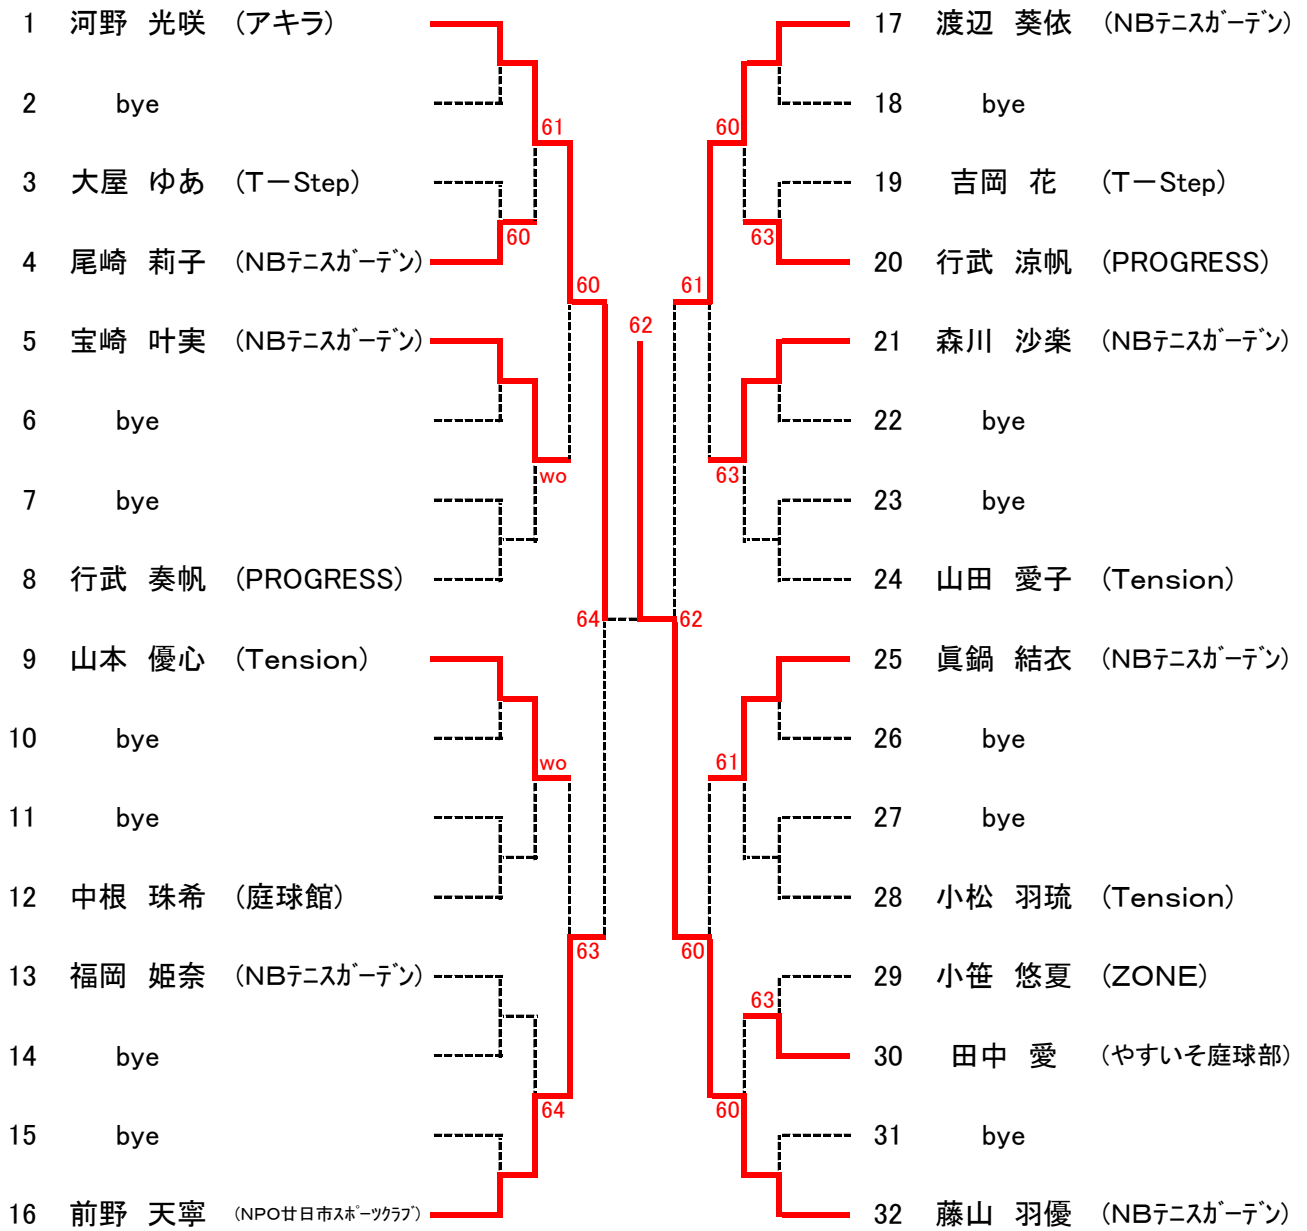 1 河野 光咲 (アキラ)
2 bye
61
3 大屋 ゆあ (T－Step)
60
4 尾崎 莉子 (NBテニスガーデン)
60
5 宝崎 叶実 (NBテニスガーデン)
6 bye
wo
7 bye
8 行武 奏帆 (PROGRESS)
64
9 山本 優心 (Tension)
10 bye
wo
11 bye
12 中根 珠希 (庭球館)
63
13 福岡 姫奈 (NBテニスガーデン)
14 bye
64
15 bye
16 前野 天寧 (NPO廿日市スポーツクラブ)
62
17 渡辺 葵依 (NBテニスガーデン)
18 bye
60
19 吉岡 花 (T－Step)
63
20 行武 涼帆 (PROGRESS)
61
21 森川 沙楽 (NBテニスガーデン)
22 bye
63
23 bye
24 山田 愛子 (Tension)
62
25 眞鍋 結衣 (NBテニスガーデン)
26 bye
61
27 bye
28 小松 羽琉 (Tension)
60
29 小笹 悠夏 (ZONE)
63
30 田中 愛 (やすいそ庭球部)
60
31 bye
32 藤山 羽優 (NBテニスガーデン)